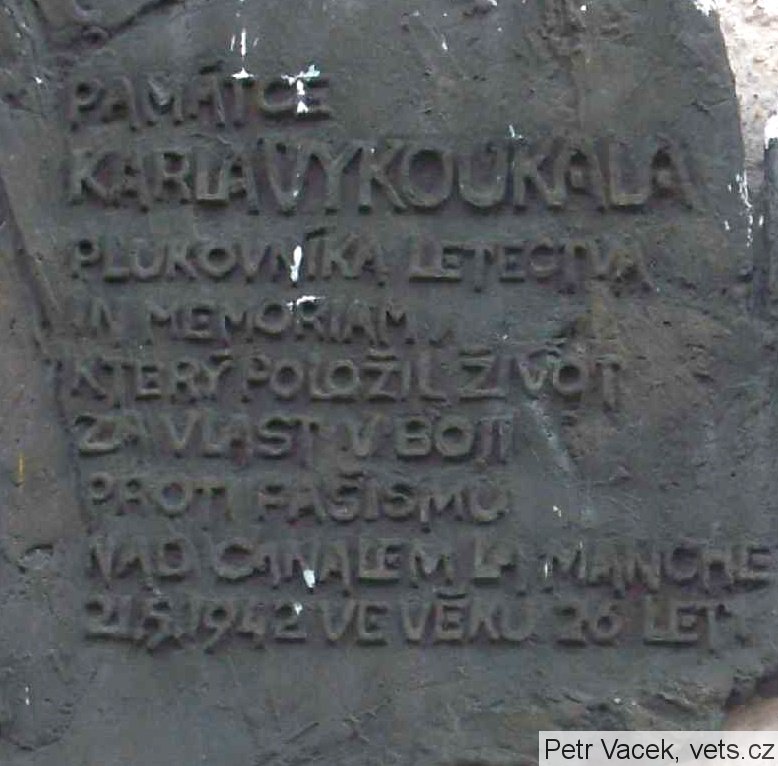 PAMÁTCE
KARLA VYKOUKALA
PLUKOVNÍKA LETECTVA
IN MEMORIAM,
KTERÝ POLOŽIL ŽIVOT
ZA VLAST V BOJI
PROTI FAŠISMU
NAD CANALEM LA MANCHE
21.5.1942 VE VĚKU 26 LET
Petr Vacek, vets.cz